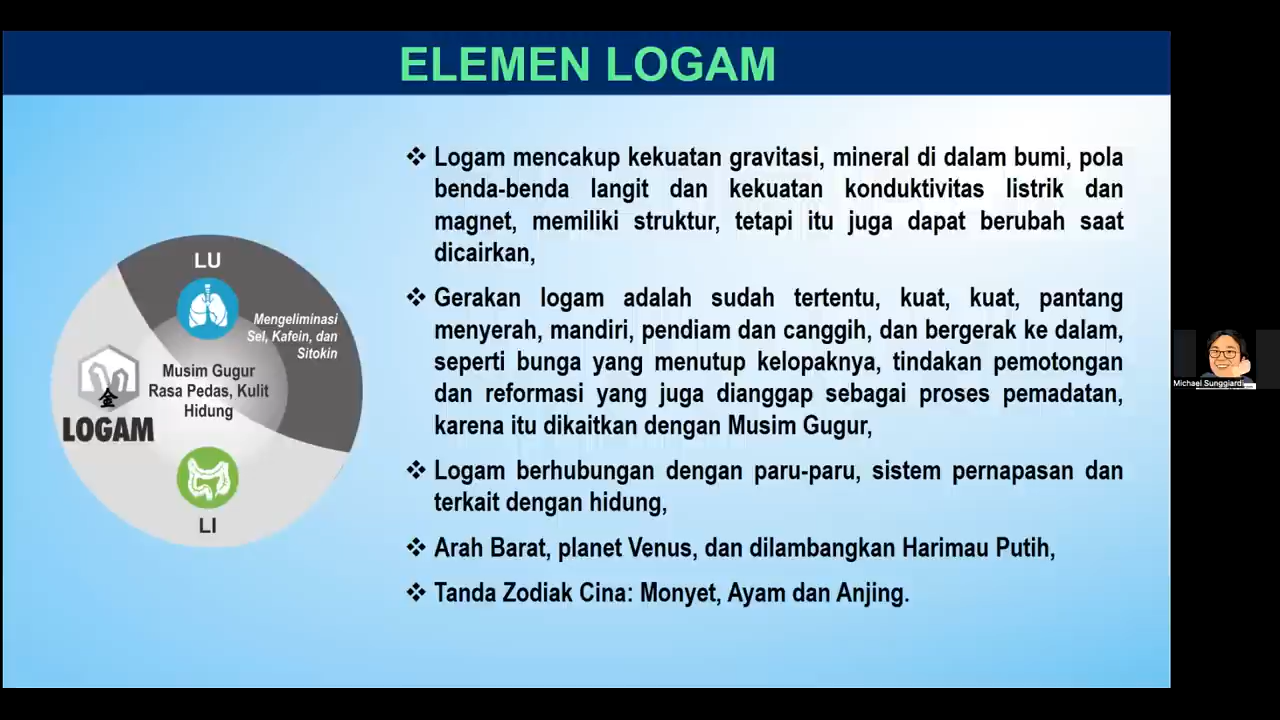 ELEMEN LOGAM
LU
Mengeliminasi
Sel, Kafein, dan
Sitokin
Musim Gugur
Rasa Pedas, Kulit
Hidung
金
LOGAM
LI
❖ Logam mencakup kekuatan gravitasi, mineral di dalam bumi, pola
benda-benda langit dan kekuatan konduktivitas listrik dan
magnet, memiliki struktur, tetapi itu juga dapat berubah saat
dicairkan,
❖ Gerakan logam adalah sudah tertentu, kuat, kuat, pantang
menyerah, mandiri, pendiam dan canggih, dan bergerak ke dalam,
seperti bunga yang menutup kelopaknya, tindakan pemotongan
dan reformasi yang juga dianggap sebagai proses pemadatan,
karena itu dikaitkan dengan Musim Gugur,
❖ Logam berhubungan dengan paru-paru, sistem pernapasan dan
terkait dengan hidung,
❖ Arah Barat, planet Venus, dan dilambangkan Harimau Putih,
❖ Tanda Zodiak Cina: Monyet, Ayam dan Anjing.
Michael Sunggiardi